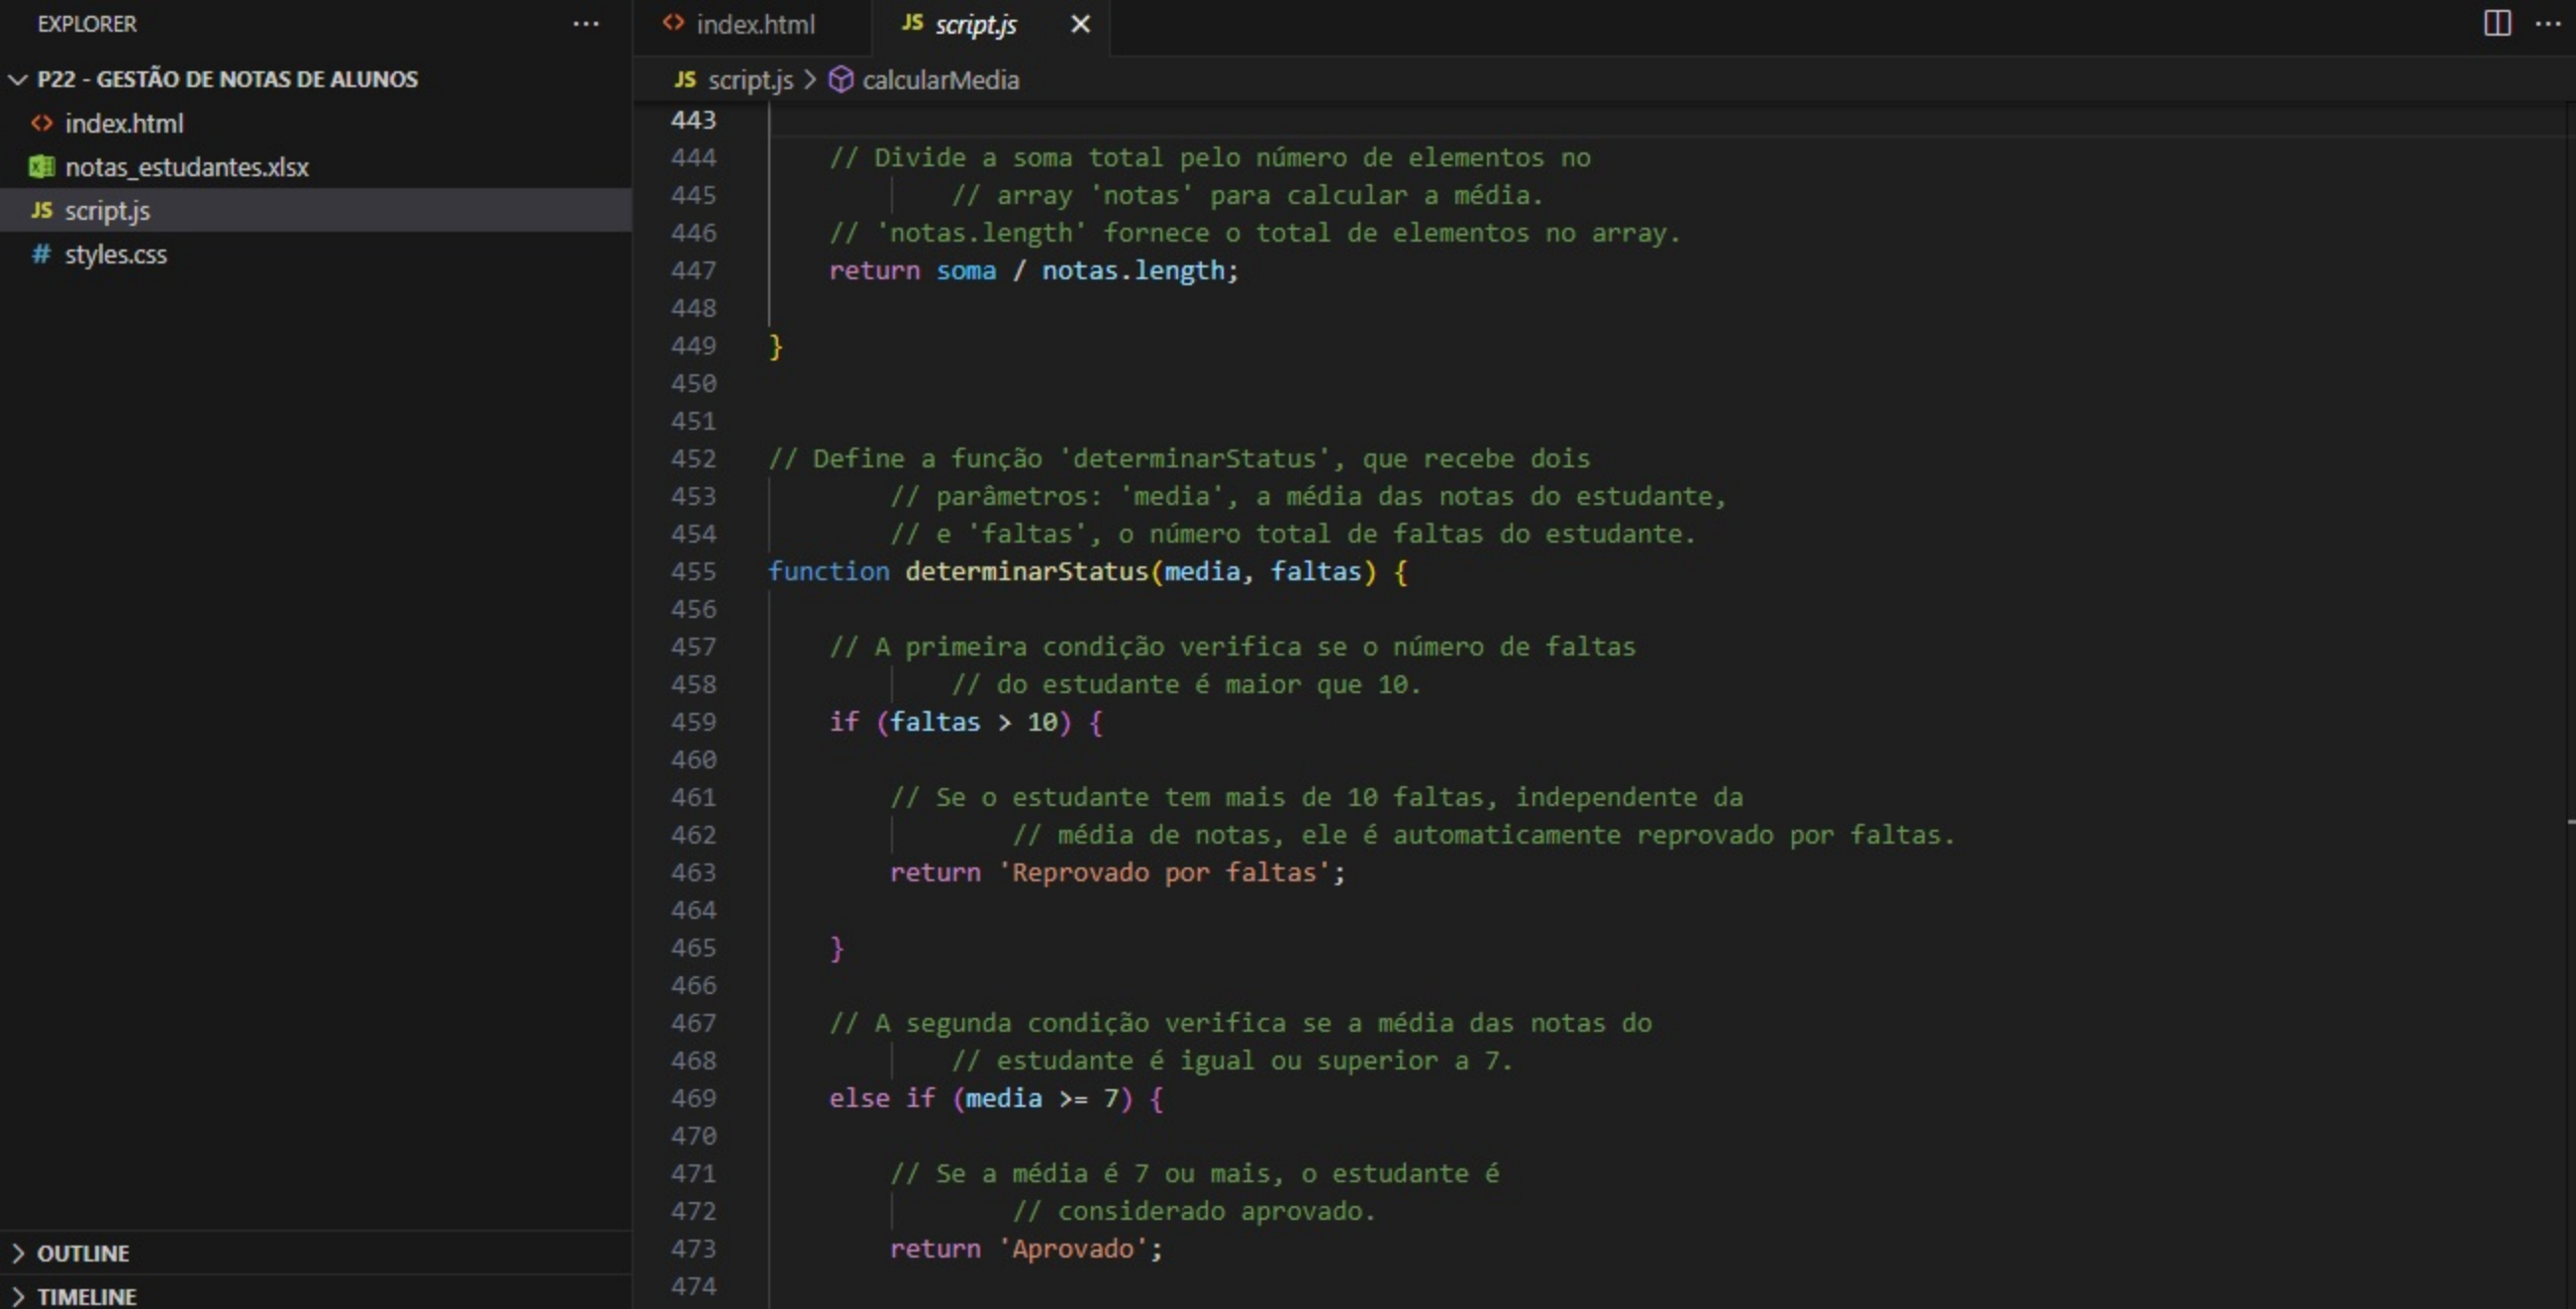 EXPLORER ···
P22 - GESTÃO DE NOTAS DE ALUNOS
<> index.html
notas_estudantes.xlsx
JS script.js
# styles.css
OUTLINE
TIMELINE
<> index.html JS script.js ×
JS script.js > calcularMedia
443
444 // Divide a soma total pelo número de elementos no
445 // array 'notas' para calcular a média.
446 // 'notas.length' fornece o total de elementos no array.
447 return soma / notas.length;
448
449 }
450
451
452 // Define a função 'determinarStatus', que recebe dois
453 // parâmetros: 'media', a média das notas do estudante,
454 // e 'faltas', o número total de faltas do estudante.
455 function determinarStatus(media, faltas) {
456
457 // A primeira condição verifica se o número de faltas
458 // do estudante é maior que 10.
459 if (faltas > 10) {
460
461 // Se o estudante tem mais de 10 faltas, independente da
462 // média de notas, ele é automaticamente reprovado por faltas.
463 return 'Reprovado por faltas';
464
465 }
466
467 // A segunda condição verifica se a média das notas do
468 // estudante é igual ou superior a 7.
469 else if (media >= 7) {
470
471 // Se a média é 7 ou mais, o estudante é
472 // considerado aprovado.
473 return 'Aprovado';
474